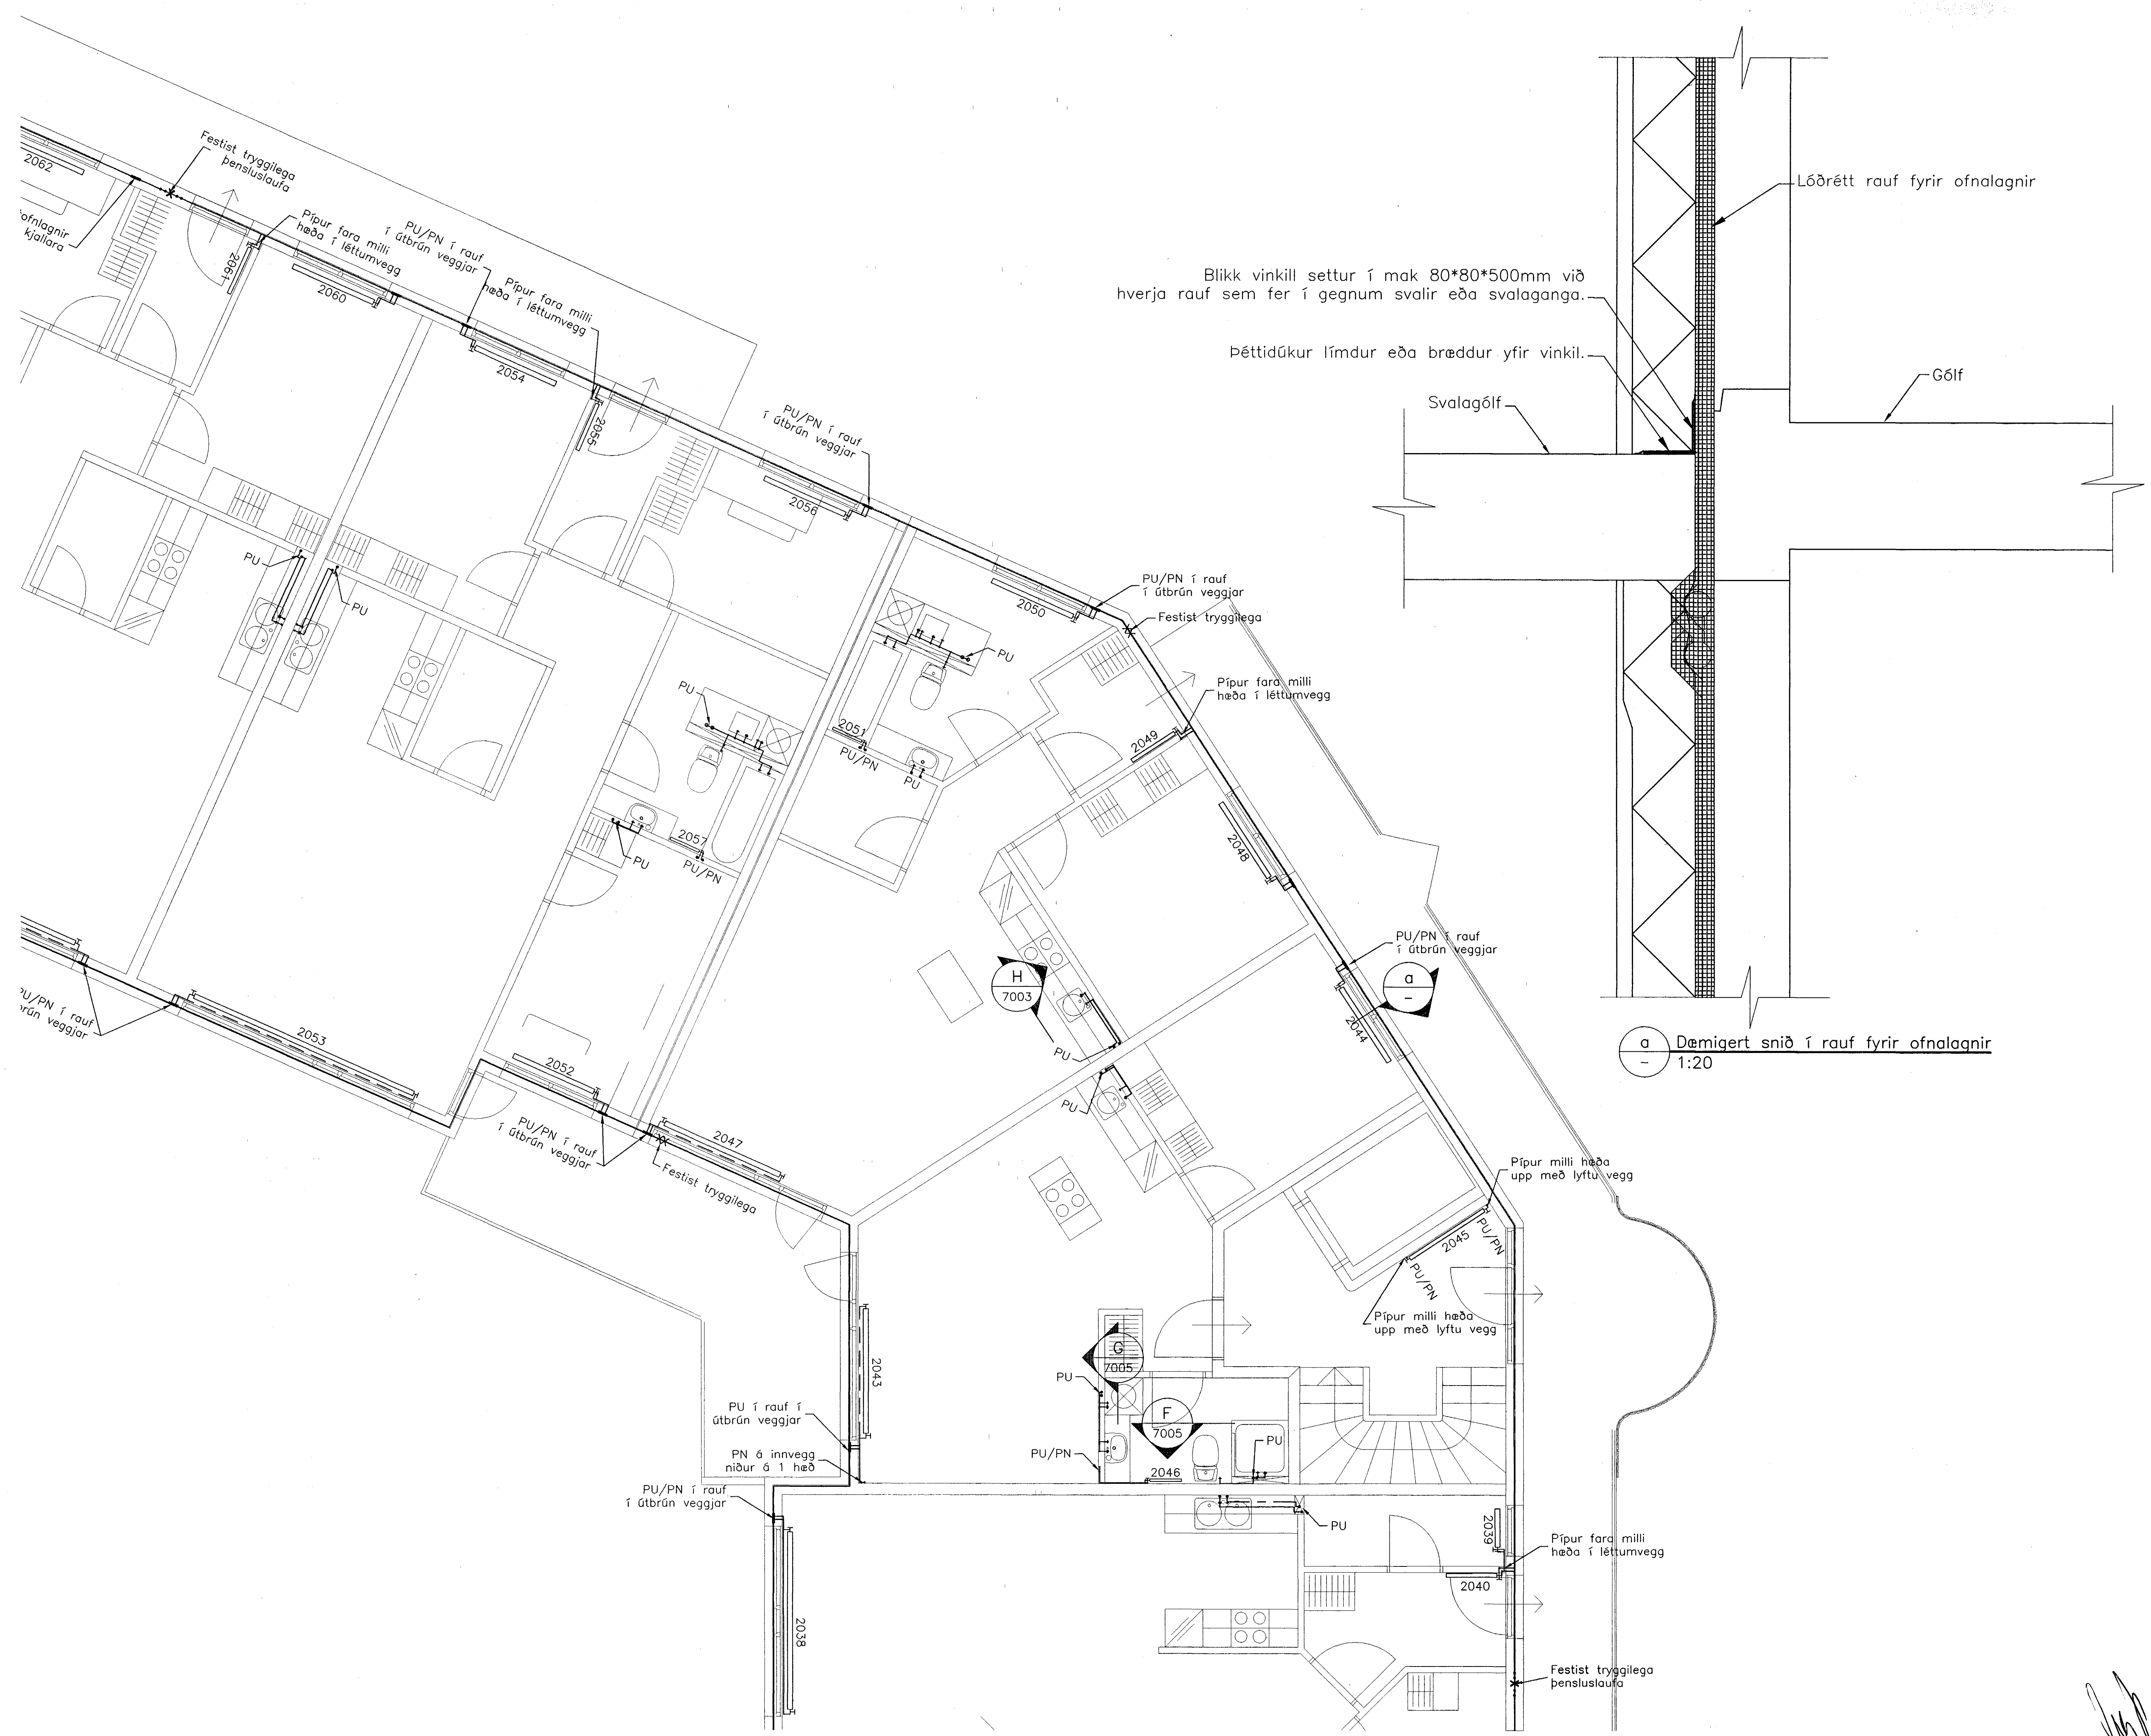 2062
Festist tryggilega
þensluslaufa
ofnlagnir
kjallara
2061
Pípur fara milli
hæða í léttumvegg
2060
PU/PN í rauf
í útbrún veggjar
Pípur fara milli
hæða í léttumvegg
2054
2055
PU/PN í rauf
í útbrún veggjar
2056
PU
PU
2050
PU/PN í rauf
í útbrún veggjar
Festist tryggilega
PU
Pípur fara milli
hæða í léttumvegg
PU
2051
PU/PN
PU
2049
2057
PU/PN
PU
2048
PU/PN í rauf
í útbrún veggjar
H
7003
a
-
2044
PU
PU
PU/PN í rauf
útbrún veggjar
2053
2052
PU/PN í rauf
í útbrún veggjar
2047
Festist tryggilega
Pípur milli hæða
upp með lyftu vegg
PU/PN
2045
PU/PN
Pípur milli hæða
upp með lyftu vegg
2043
G
7005
PU
F
7005
PU í rauf í
útbrún veggjar
PN á innvegg
niður á 1 hæð
PU/PN
PU
2046
PU/PN í rauf
í útbrún veggjar
PU
2039
Pípur fara milli
hæða í léttumvegg
2040
2038
Festist tryggilega
þensluslaufa
Lóðrétt rauf fyrir ofnalagnir
Blikk vinkill settur í mak 80*80*500mm við
hverja rauf sem fer í gegnum svalir eða svalaganga.
Þéttidúkur límdur eða bræddur yfir vinkil.
Svalagólf
Gólf
a
-
Dæmigert snið í rauf fyrir ofnalagnir
1:20